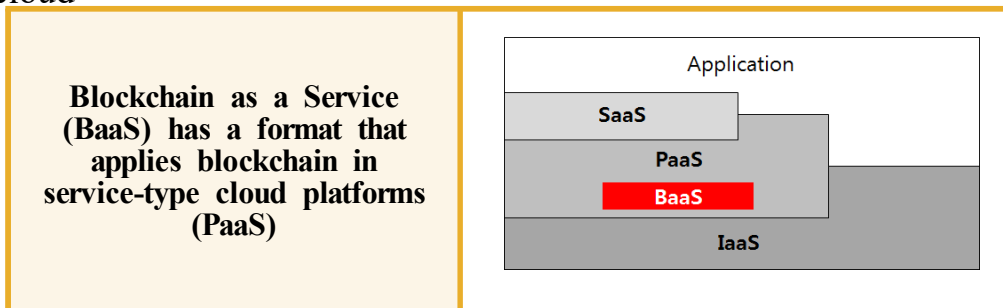 Cloud
Blockchain as a Service
(BaaS) has a format that
applies blockchain in
service-type cloud platforms
(PaaS)
Application
SaaS
PaaS
BaaS
IaaS